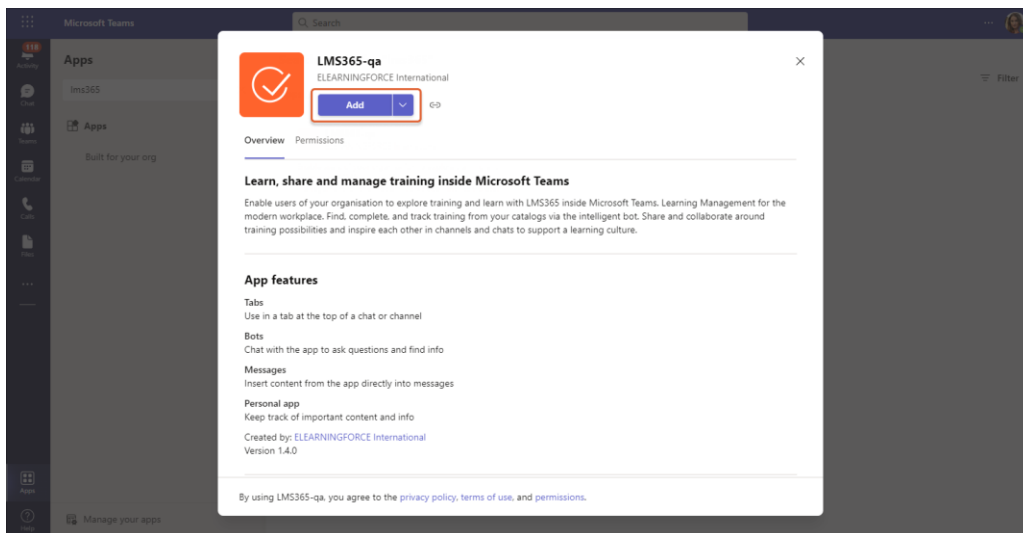 Microsoft Teams
Search
118
Activity
Chat
Teams
Calendar
Calls
Files
Apps
Help
Apps
lms365
Apps
Built for your org
Manage your apps
Filter
LMS365-qa
ELEARNINGFORCE International
Add
Overview Permissions
Learn, share and manage training inside Microsoft Teams
Enable users of your organisation to explore training and learn with LMS365 inside Microsoft Teams. Learning Management for the
modern workplace. Find, complete, and track training from your catalogs via the intelligent bot. Share and collaborate around
training possibilities and inspire each other in channels and chats to support a learning culture.
App features
Tabs
Use in a tab at the top of a chat or channel
Bots
Chat with the app to ask questions and find info
Messages
Insert content from the app directly into messages
Personal app
Keep track of important content and info
Created by: ELEARNINGFORCE International
Version 1.4.0
By using LMS365-qa, you agree to the privacy policy, terms of use, and permissions.